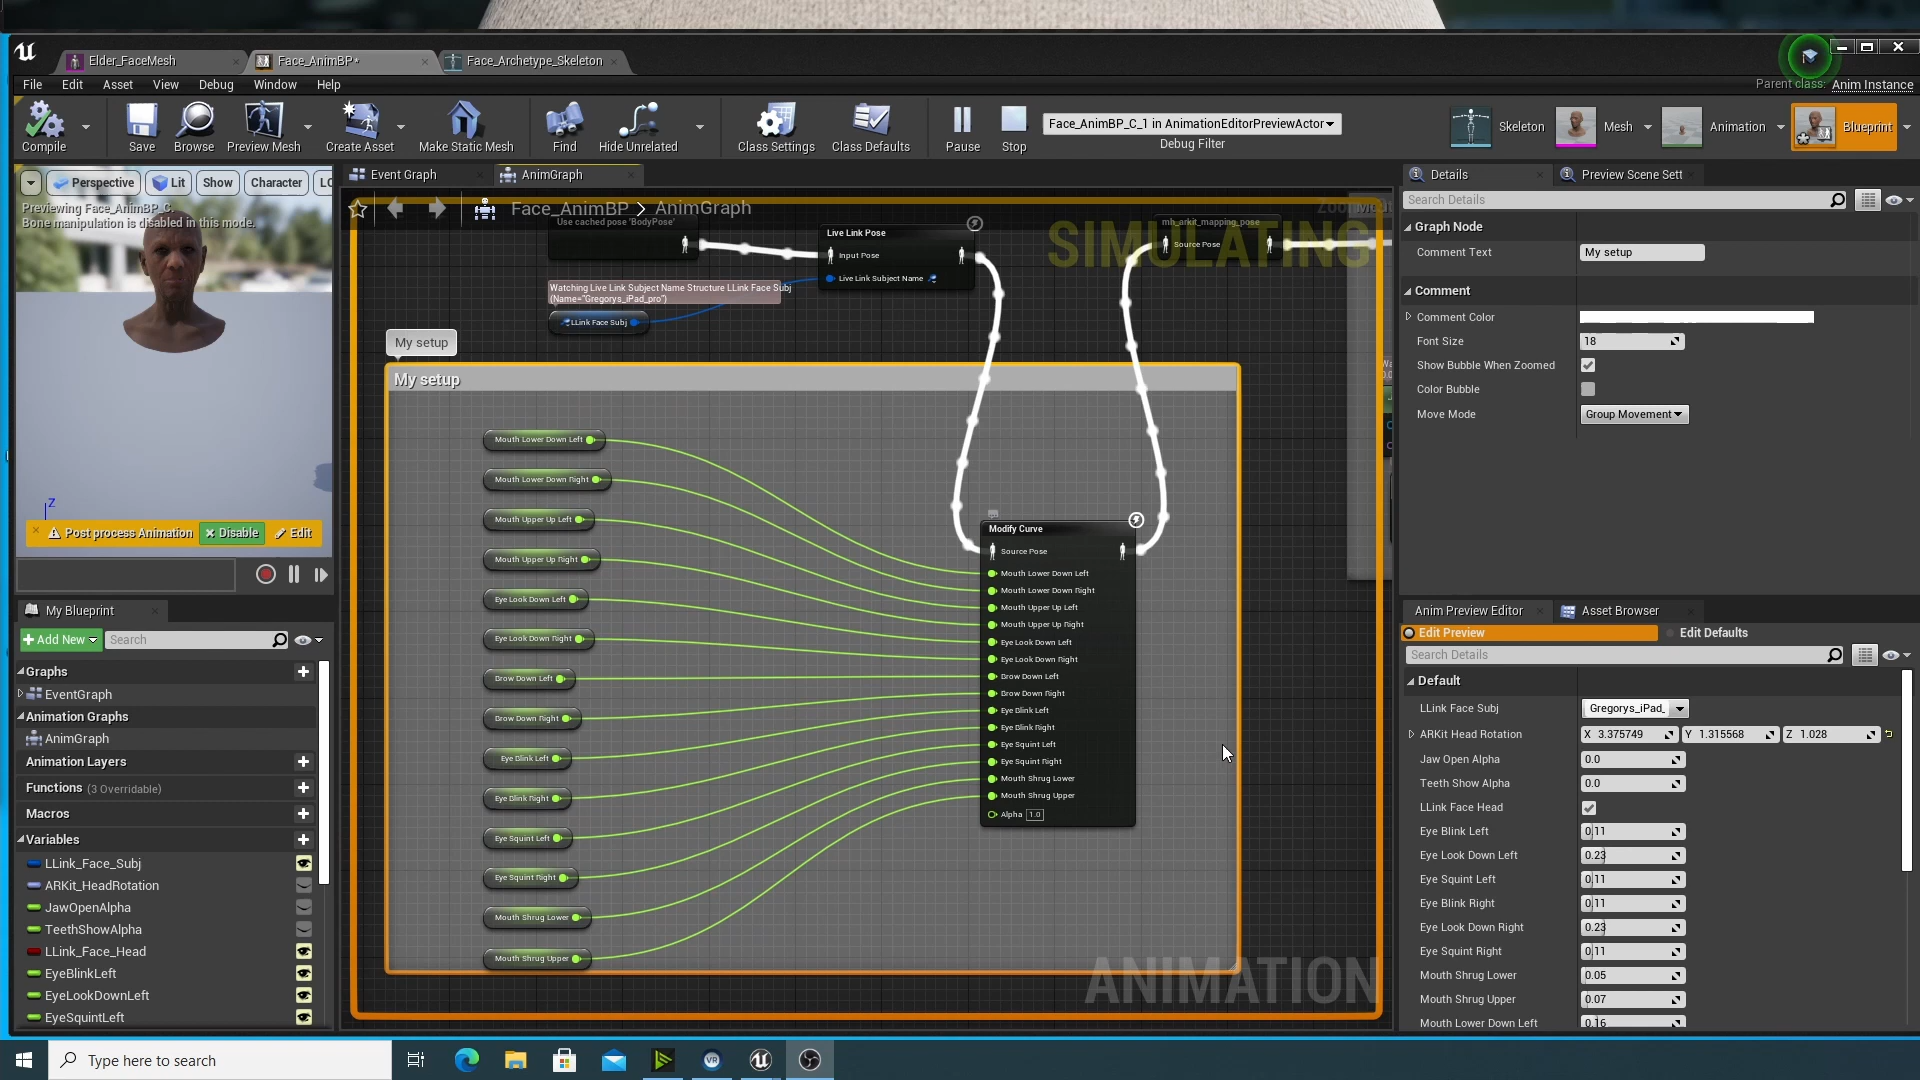 Elder_FaceMesh
Face_AnimBP*
Face_Archetype_Skeleton
File Edit Asset View Debug Window Help
Parent class: Anim Instance
Compile
Save
Browse
Preview Mesh
Create Asset
Make Static Mesh
Find
Hide Unrelated
Class Settings
Class Defaults
Pause
Stop
Face_AnimBP_C_1 in AnimationEditorPreviewActor
Debug Filter
Skeleton
Mesh
Animation
Blueprint
Perspective
Lit
Show
Character
Previewing Face_AnimBP_C.
Bone manipulation is disabled in this mode.
Z
Post process Animation
Disable
Edit
My Blueprint
Add New
Search
Graphs
EventGraph
Animation Graphs
AnimGraph
Animation Layers
Functions (3 Overridable)
Macros
Variables
LLink_Face_Subj
ARKit_HeadRotation
JawOpenAlpha
TeethShowAlpha
LLink_Face_Head
EyeBlinkLeft
EyeLookDownLeft
EyeSquintLeft
Event Graph
AnimGraph
Face_AnimBP > AnimGraph
SIMULATING
Use cached pose 'BodyPose'
Live Link Pose
Input Pose
Live Link Subject Name
mh_arkit_mapping_pose
Source Pose
Watching Live Link Subject Name Structure LLink Face Subj
(Name="Gregorys_iPad_pro")
LLink Face Subj
My setup
My setup
Mouth Lower Down Left
Mouth Lower Down Right
Mouth Upper Up Left
Mouth Upper Up Right
Eye Look Down Left
Eye Look Down Right
Brow Down Left
Brow Down Right
Eye Blink Left
Eye Blink Right
Eye Squint Left
Eye Squint Right
Mouth Shrug Lower
Mouth Shrug Upper
Modify Curve
Source Pose
Mouth Lower Down Left
Mouth Lower Down Right
Mouth Upper Up Left
Mouth Upper Up Right
Eye Look Down Left
Eye Look Down Right
Brow Down Left
Brow Down Right
Eye Blink Left
Eye Blink Right
Eye Squint Left
Eye Squint Right
Mouth Shrug Lower
Mouth Shrug Upper
Alpha 1.0
ANIMATION
Details
Preview Scene Sett
Search Details
Graph Node
Comment Text My setup
Comment
Comment Color
Font Size 18
Show Bubble When Zoomed
Color Bubble
Move Mode Group Movement
Anim Preview Editor
Asset Browser
Edit Preview
Edit Defaults
Search Details
Default
LLink Face Subj Gregorys_iPad_
ARKit Head Rotation X 3.375749 Y 1.315568 Z 1.028
Jaw Open Alpha 0.0
Teeth Show Alpha 0.0
LLink Face Head
Eye Blink Left 0.11
Eye Look Down Left 0.23
Eye Squint Left 0.11
Eye Blink Right 0.11
Eye Look Down Right 0.23
Eye Squint Right 0.11
Mouth Shrug Lower 0.05
Mouth Shrug Upper 0.07
Mouth Lower Down Left 0.16
Type here to search